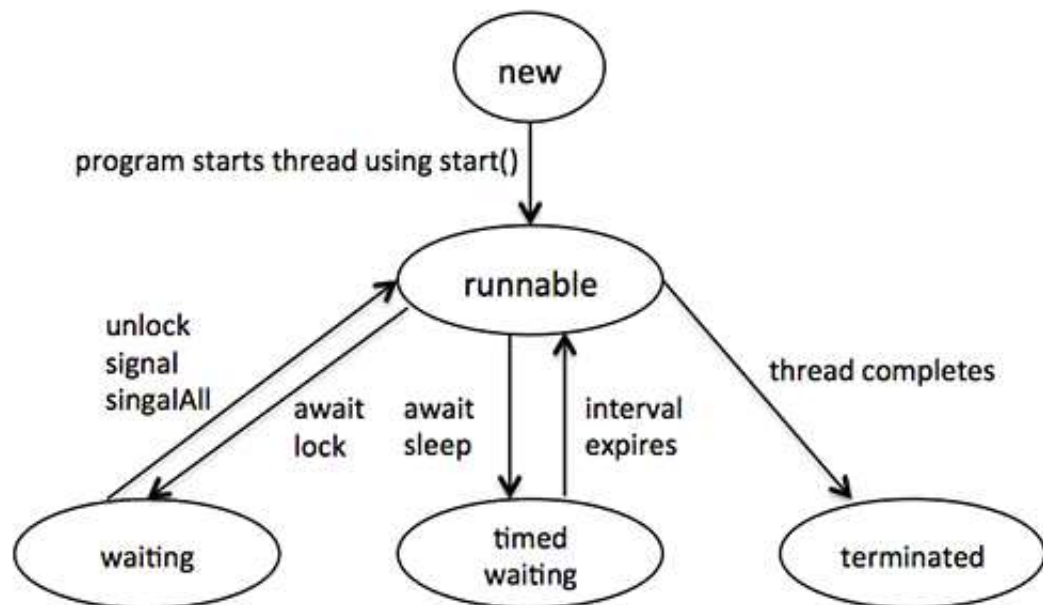 new
program starts thread using start()
runnable
unlock
signal
singalAll
await
lock
await
sleep
interval
expires
thread completes
waiting
timed
waiting
terminated